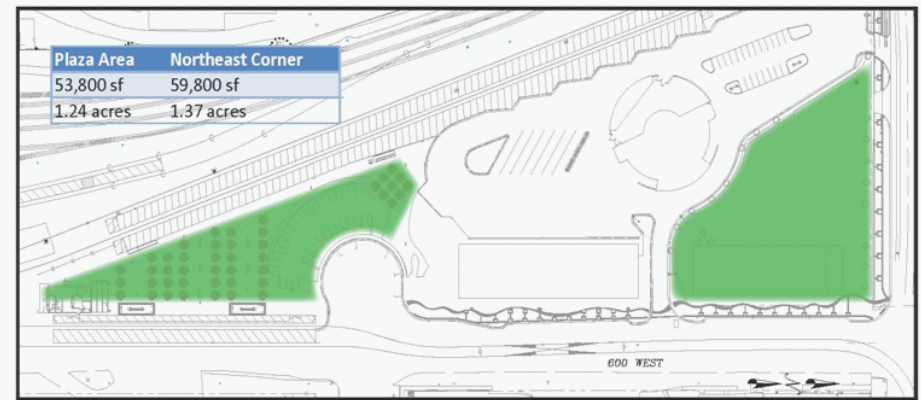 Plaza Area Northeast Corner
53,800 sf 59,800 sf
1.24 acres 1.37 acres
600 WEST